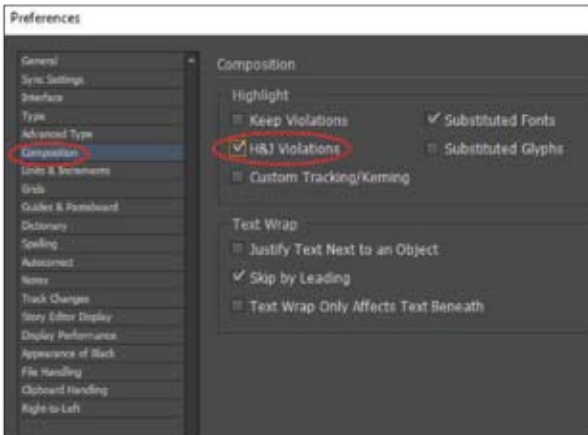 Preferences
General
Sync Settings
Interface
Type
Advanced Type
Composition
Units & Increments
Grids
Guides & Pasteboard
Dictionary
Spelling
Autocorrect
Notes
Track Changes
Story Editor Display
Display Performance
Appearance of Black
File Handling
Clipboard Handling
Right-to-Left
Composition
Highlight
Keep Violations
Substituted Fonts
H&J Violations
Substituted Glyphs
Custom Tracking/Kerning
Text Wrap
Justify Text Next to an Object
Skip by Leading
Text Wrap Only Affects Text Beneath